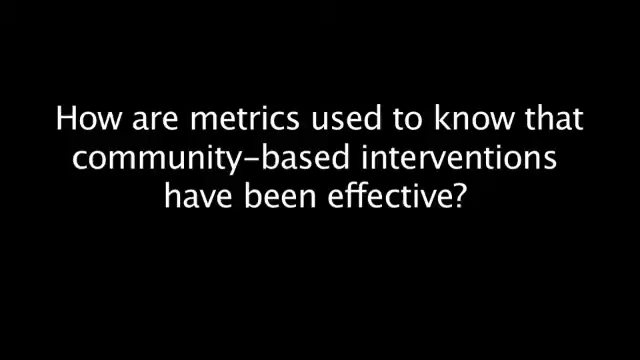 How are metrics used to know that
community-based interventions
have been effective?